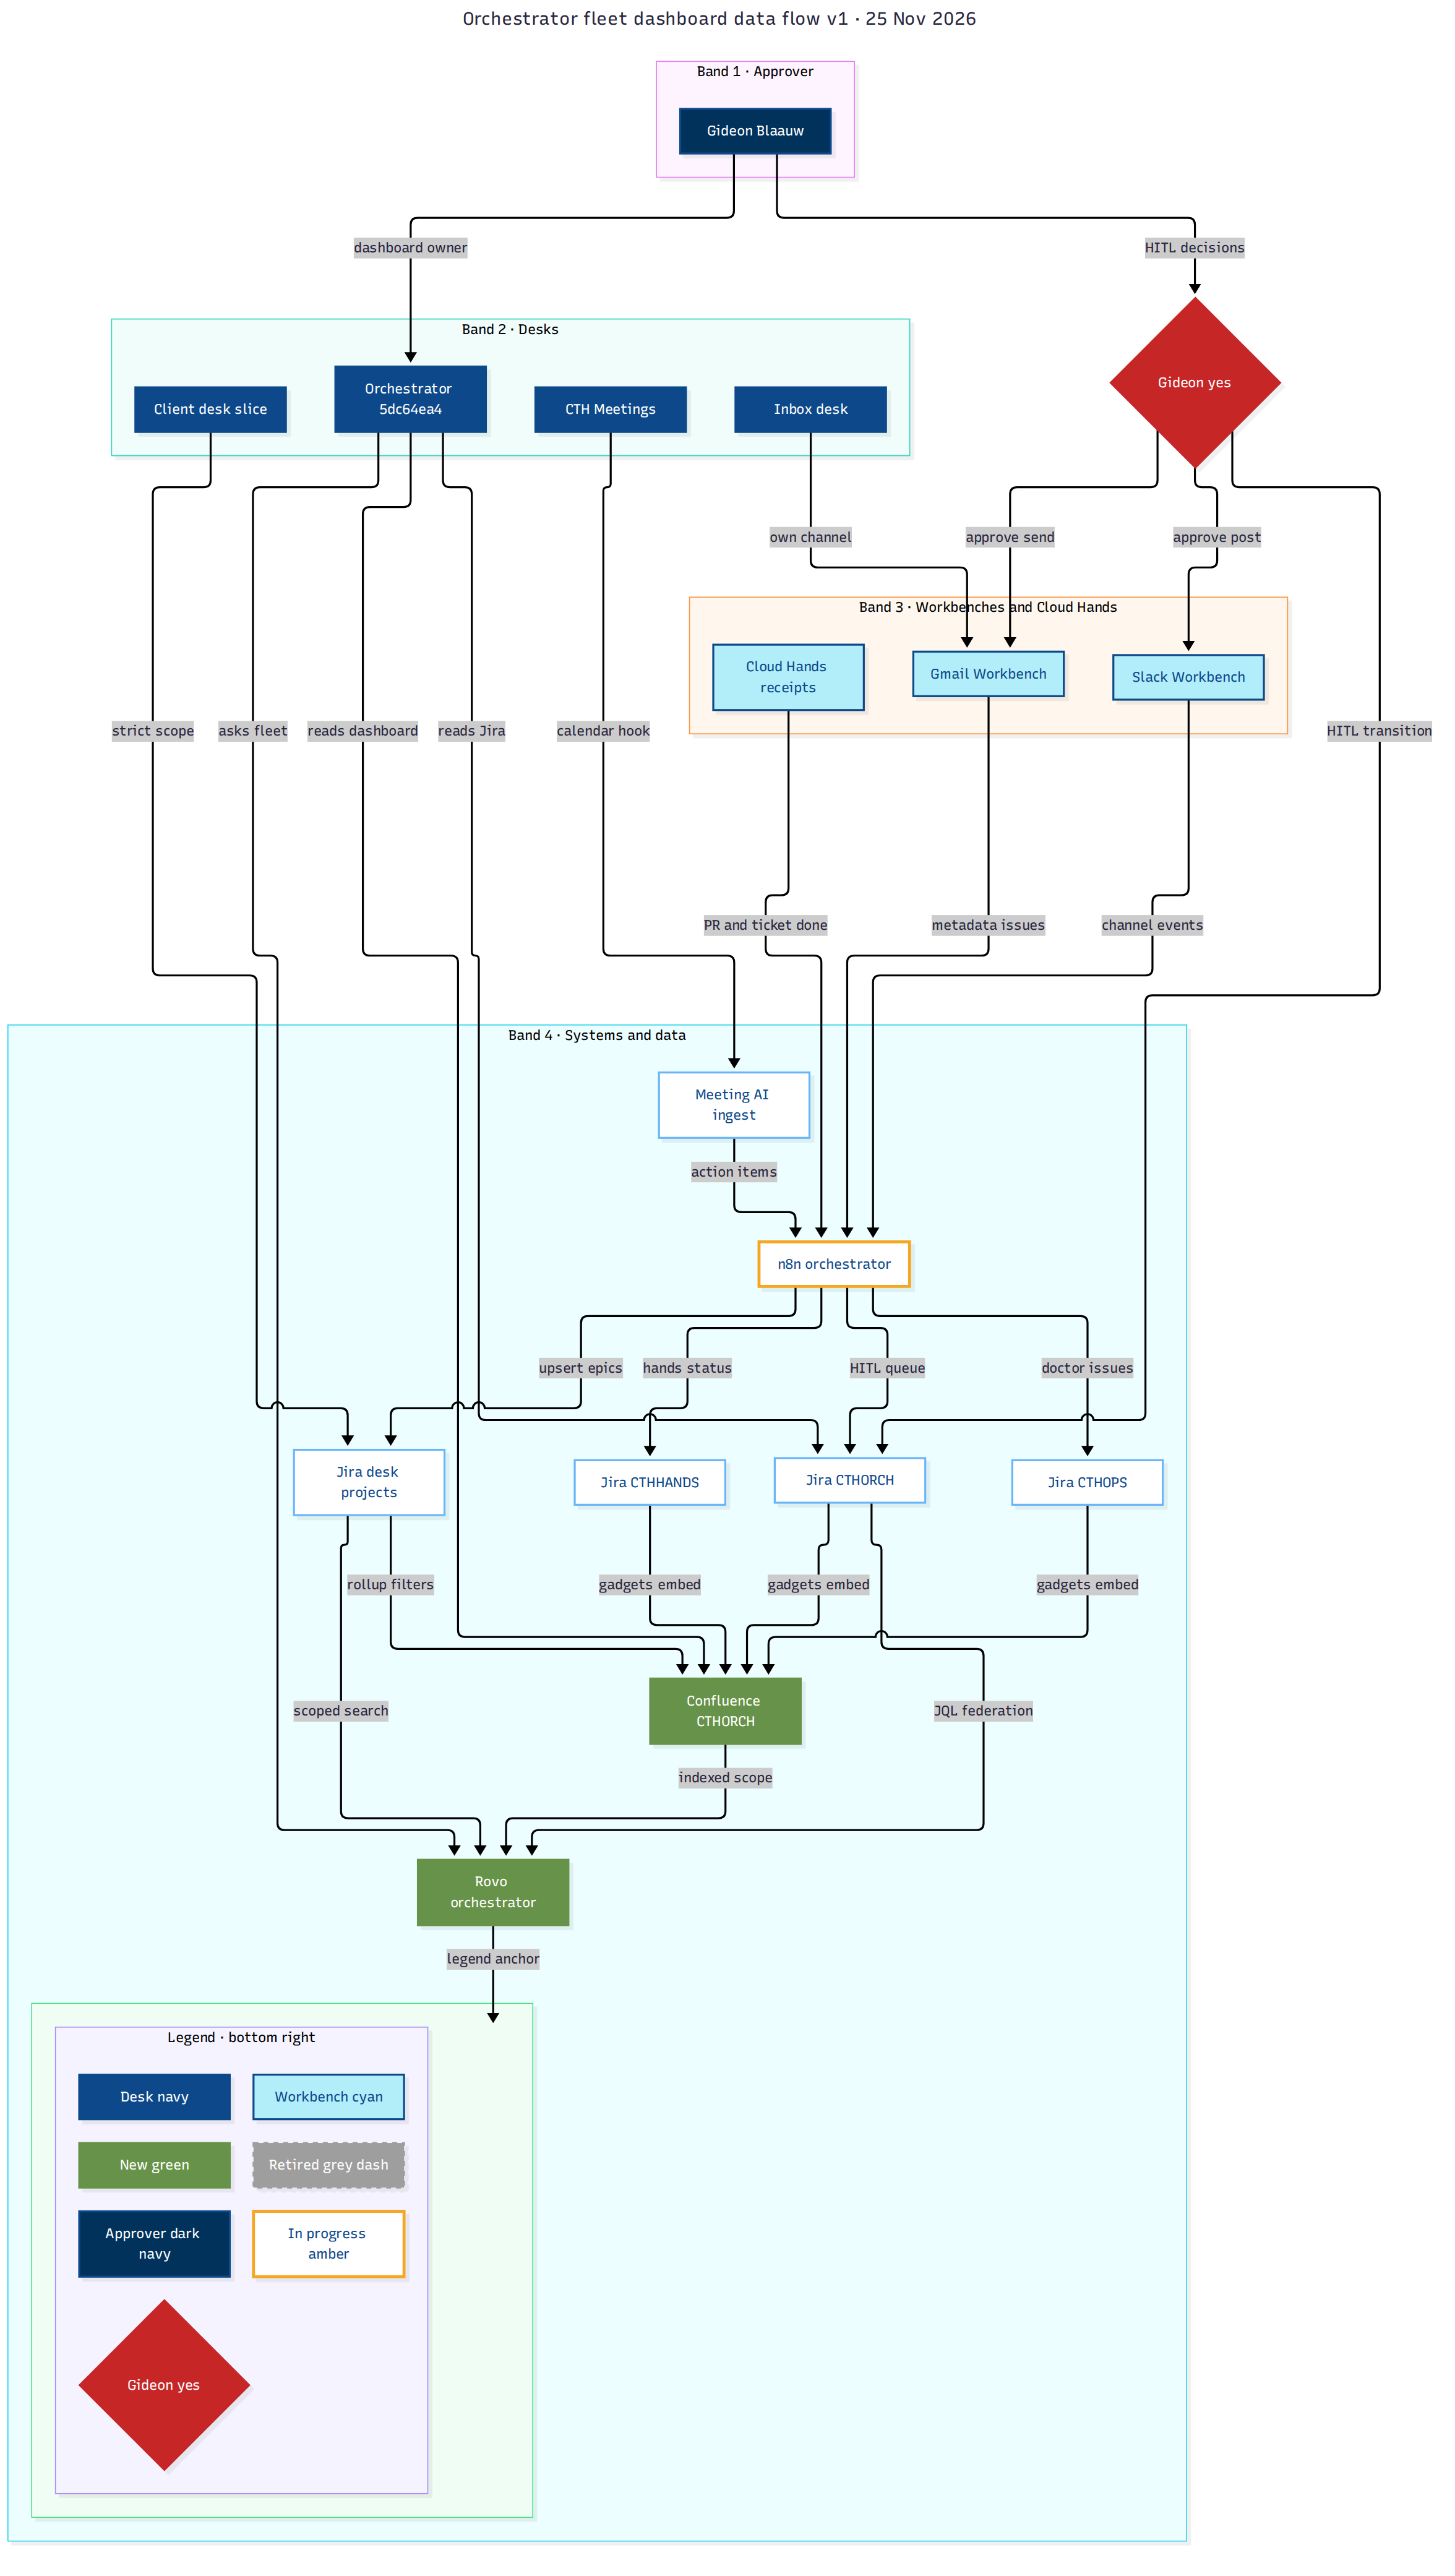 Orchestrator fleet dashboard data flow v1 · 25 Nov 2026
Band 1 · Approver
Gideon Blaauw
dashboard owner
HITL decisions
Band 2 · Desks
Client desk slice
Orchestrator
5dc64ea4
CTH Meetings
Inbox desk
Gideon yes
own channel
approve send
approve post
Band 3 · Workbenches and Cloud Hands
Cloud Hands
receipts
Gmail Workbench
Slack Workbench
strict scope
asks fleet
reads dashboard
reads Jira
calendar hook
HITL transition
PR and ticket done
metadata issues
channel events
Band 4 · Systems and data
Meeting AI
ingest
action items
n8n orchestrator
upsert epics
hands status
HITL queue
doctor issues
Jira desk
projects
Jira CTHHANDS
Jira CTHORCH
Jira CTHOPS
rollup filters
gadgets embed
gadgets embed
gadgets embed
scoped search
Confluence
CTHORCH
JQL federation
indexed scope
Rovo
orchestrator
legend anchor
Legend · bottom right
Desk navy
Workbench cyan
New green
Retired grey dash
Approver dark
navy
In progress
amber
Gideon yes